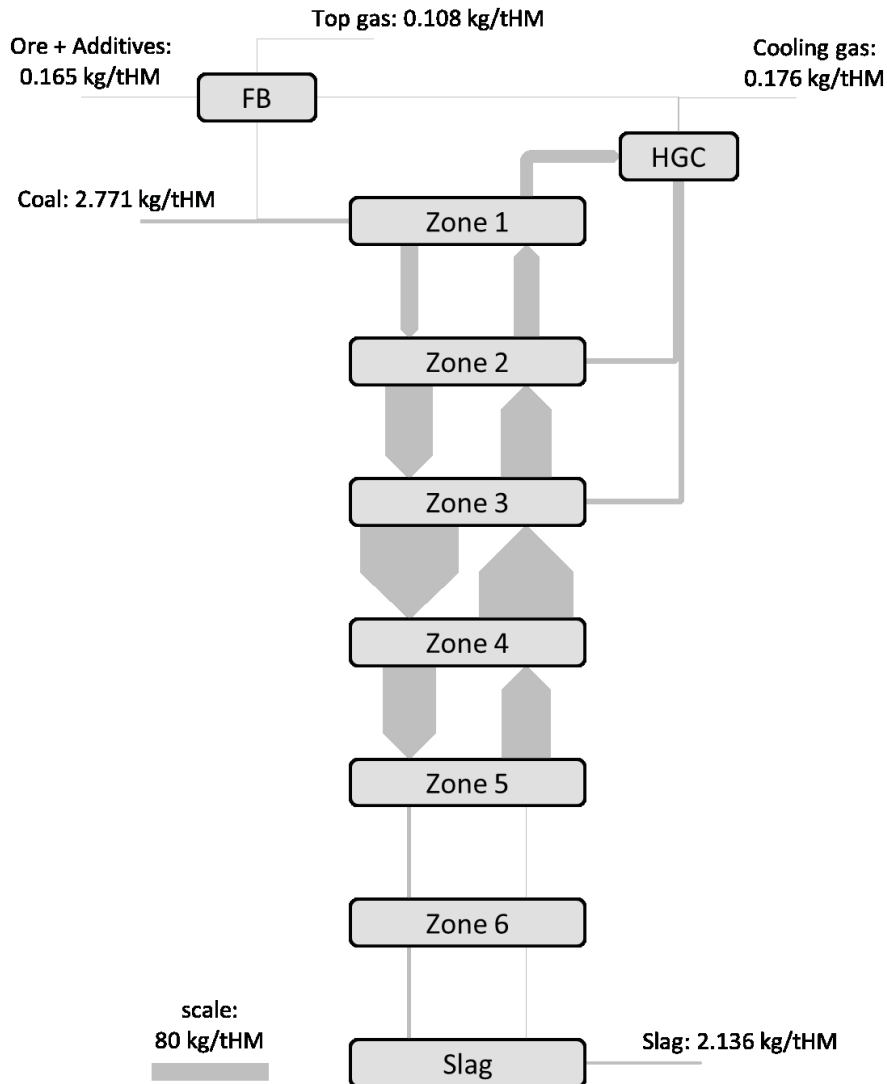 Top gas: 0.108 kg/tHM
Ore + Additives:
0.165 kg/tHM
Cooling gas:
0.176 kg/tHM
FB
HGC
Coal: 2.771 kg/tHM
Zone 1
Zone 2
Zone 3
Zone 4
Zone 5
Zone 6
scale:
80 kg/tHM
Slag: 2.136 kg/tHM
Slag